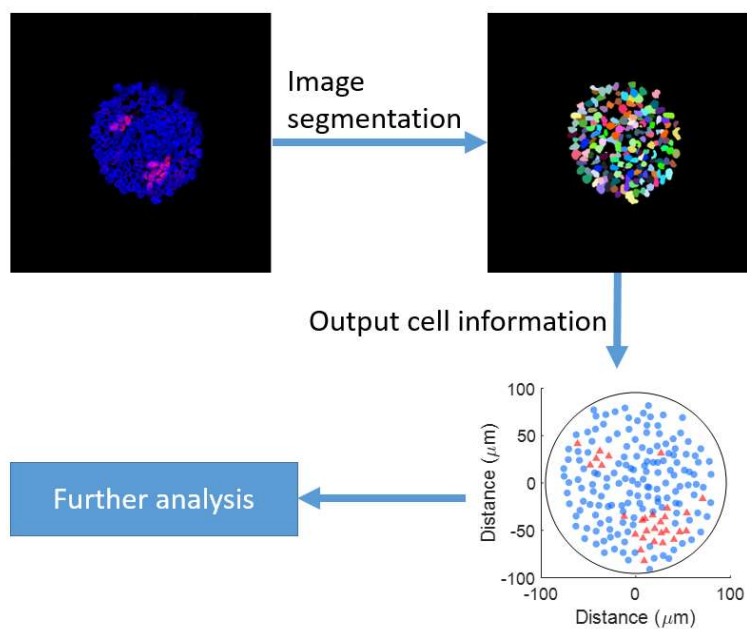 Image
segmentation
Output cell information
Further analysis
100
50
0
-50
-100
-100
0
100
Distance (μm)
Distance (μm)